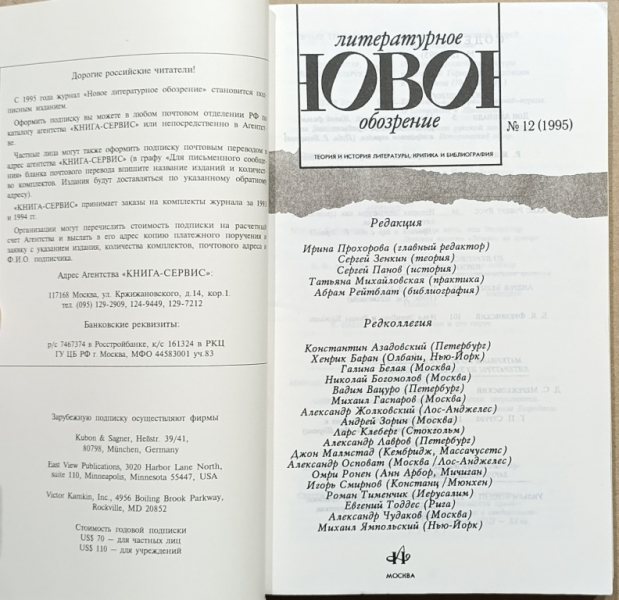 Дорогие российские читатели!
С 1995 года журнал «Новое литературное обозрение» становится под
писным изданием.
Оформить подписку вы можете в любом почтовом отделении РФ по
каталогу агентства «КНИГА-СЕРВИС» или непосредственно в Агентст
ве.
Частные лица могут также оформить подписку почтовым переводом в
адрес агентства «КНИГА-СЕРВИС» (в графу «Для письменного сообще
ния» бланка почтового перевода впишите название изданий и количест
во комплектов. Издания будут доставляться по указанному обратному
адресу).
«КНИГА-СЕРВИС» принимает заказы на комплекты журнала за 1993
и 1994 гг.
Организации могут перечислить стоимость подписки на расчетный
счет Агентства и выслать в его адрес копию платежного поручения и
заявку с указанием издания, количества комплектов, почтового адреса и
Ф.И.О. подписчика.
Адрес Агентства «КНИГА-СЕРВИС»:
117168 Москва, ул. Кржижановского, д.14, кор.1.
тел. (095) 129-2909, 124-9449, 129-7212
Банковские реквизиты:
р/с 7467374 в Росстройбанке, к/с 161324 в РКЦ
ГУ ЦБ РФ г. Москва, МФО 44583001 уч.83
Зарубежную подписку осуществляют фирмы
Kubon & Sagner, Hefistr. 39/41,
80798, München, Germany
East View Publications, 3020 Harbor Lane North,
suite 110, Minneapolis, Minnesota 55447, USA
Victor Kamkin, Inc., 4956 Boiling Brook Parkway,
Rockville, MD 20852
Стоимость годовой подписки
US$ 70 — для частных лиц
US$ 110 — для учреждений
литературное
НОВОЕ
обозрение
№ 12 (1995)
ТЕОРИЯ И ИСТОРИЯ ЛИТЕРАТУРЫ, КРИТИКА И БИБЛИОГРАФИЯ
Редакция
Ирина Прохорова (главный редактор)
Сергей Зенкин (теория)
Сергей Панов (история)
Татьяна Михайловская (практика)
Абрам Рейтблат (библиография)
Редколлегия
Константин Азадовский (Петербург)
Хенрик Баран (Олбани, Нью-Йорк)
Галина Белая (Москва)
Николай Богомолов (Москва)
Вадим Вацуро (Петербург)
Михаил Гаспаров (Москва)
Александр Жолковский (Лос-Анджелес)
Андрей Зорин (Москва)
Ларс Клеберг (Стокгольм)
Александр Лавров (Петербург)
Джон Малмстад (Кембридж, Массачусетс)
Александр Осповат (Москва /Лос-Анджелес)
Омри Ронен (Анн Арбор, Мичиган)
Игорь Смирнов (Констанц /Мюнхен)
Роман Тименчик (Иерусалим)
Евгений Тоддес (Рига)
Александр Чудаков (Москва)
Михаил Ямпольский (Нью-Йорк)
МОСКВА